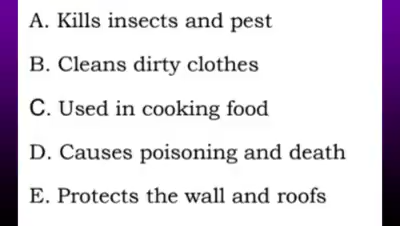 A. Kills insects and pest
B. Cleans dirty clothes
C. Used in cooking food
D. Causes poisoning and death
E. Protects the wall and roofs